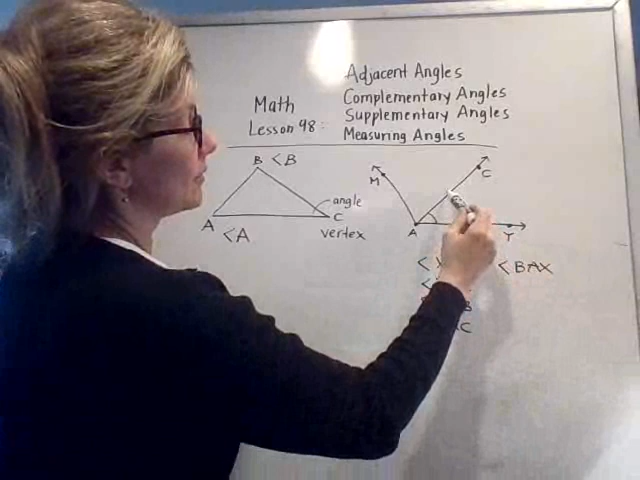 Adjacent Angles
Math Complementary Angles
Lesson 98: Supplementary Angles
Measuring Angles
B <B
M
C
angle
A
C
<A
vertex
A
Y
<
<BAX
<
B
C